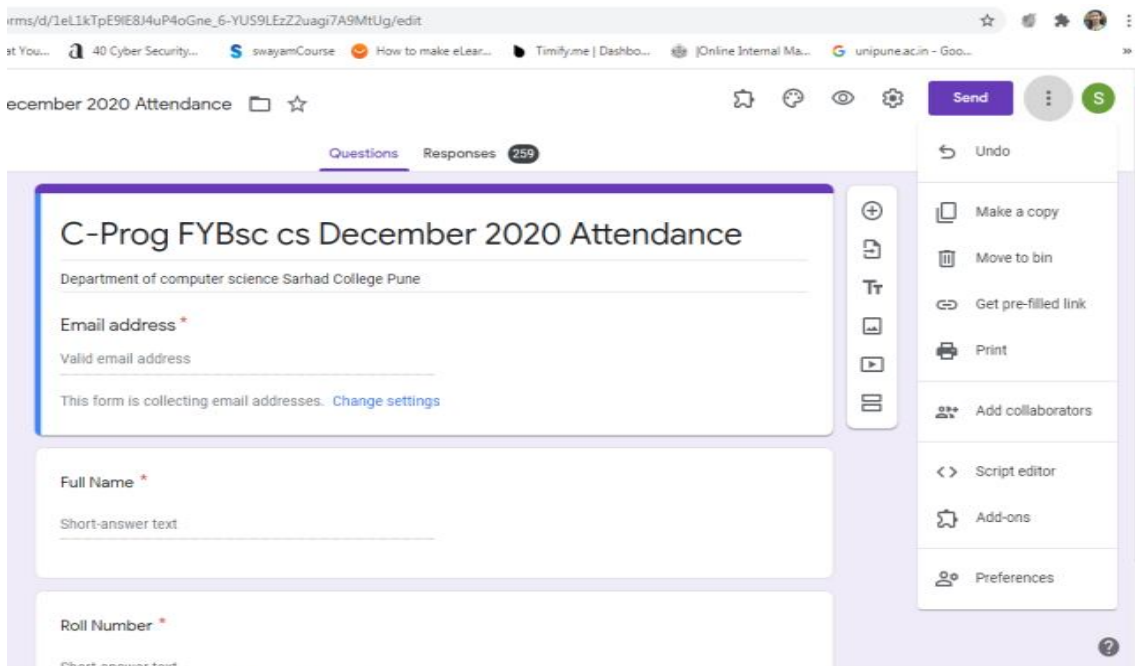 orms/d/1eL1kTpE9lE8J4uP4oGne_6-YUS9LEzZ2uagi7A9MtUg/edit
at You... 40 Cyber Security... swayamCourse How to make eLear... Timify.me | Dashbo... |Online Internal Ma... unipune.ac.in - Goo...
ecember 2020 Attendance Send S
Questions Responses 259
Undo
Make a copy
Move to bin
Get pre-filled link
Print
Add collaborators
Script editor
Add-ons
Preferences
C-Prog FYBsc cs December 2020 Attendance
Department of computer science Sarhad College Pune
Email address *
Valid email address
This form is collecting email addresses. Change settings
Full Name *
Short-answer text
Roll Number *